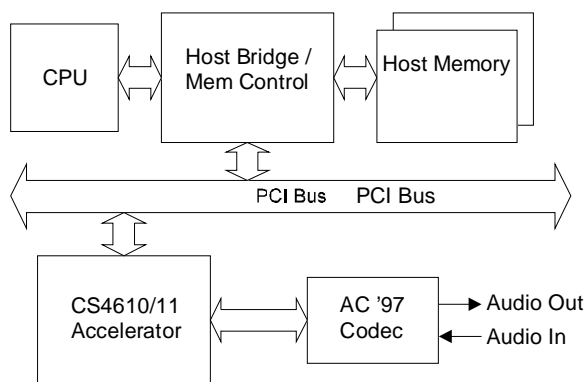 CPU
Host Bridge /
Mem Control
Host Memory
PCI Bus PCI Bus
CS4610/11
Accelerator
AC '97
Codec
Audio Out
Audio In